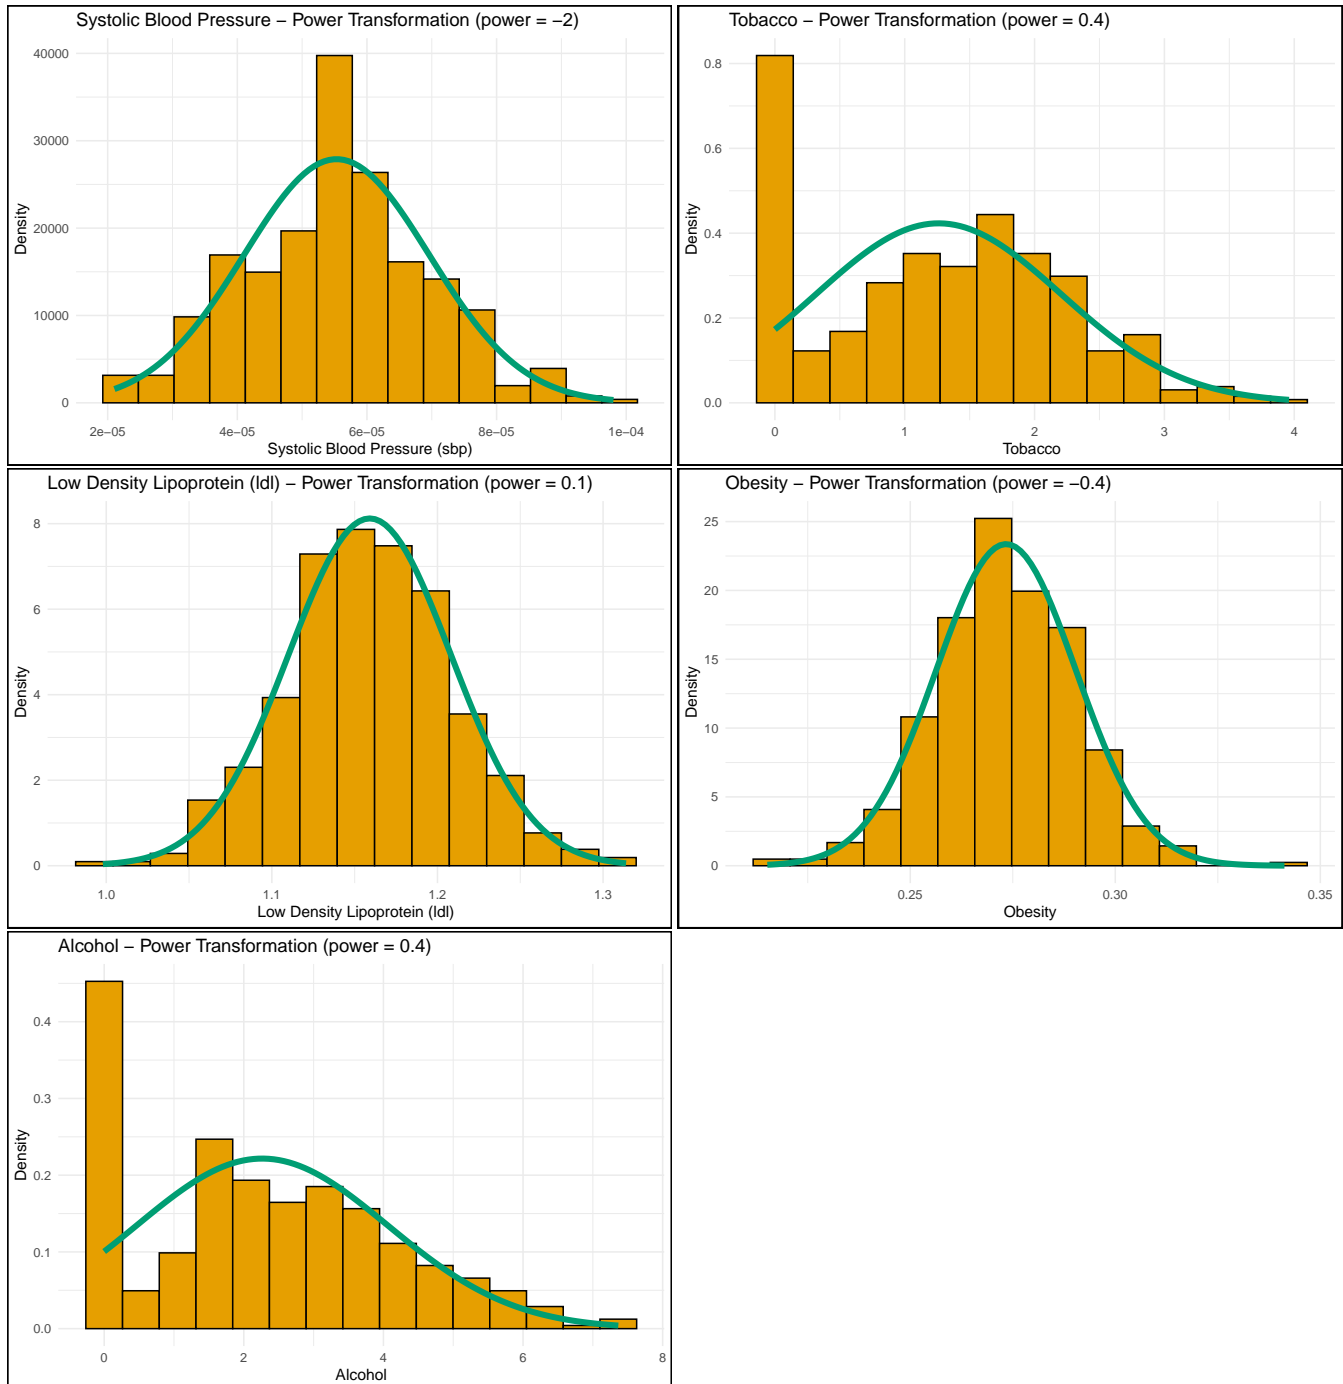 Systolic Blood Pressure − Power Transformation (power = −2)
40000
30000
20000
10000
0
Density
2e−05 4e−05 6e−05 8e−05 1e−04
Systolic Blood Pressure (sbp)
Tobacco − Power Transformation (power = 0.4)
0.8
0.6
0.4
0.2
0.0
Density
0 1 2 3 4
Tobacco
Low Density Lipoprotein (ldl) − Power Transformation (power = 0.1)
8
6
4
2
0
Density
1.0 1.1 1.2 1.3
Low Density Lipoprotein (ldl)
Obesity − Power Transformation (power = −0.4)
25
20
15
10
5
0
Density
0.25 0.30 0.35
Obesity
Alcohol − Power Transformation (power = 0.4)
0.4
0.3
0.2
0.1
0.0
Density
0 2 4 6 8
Alcohol